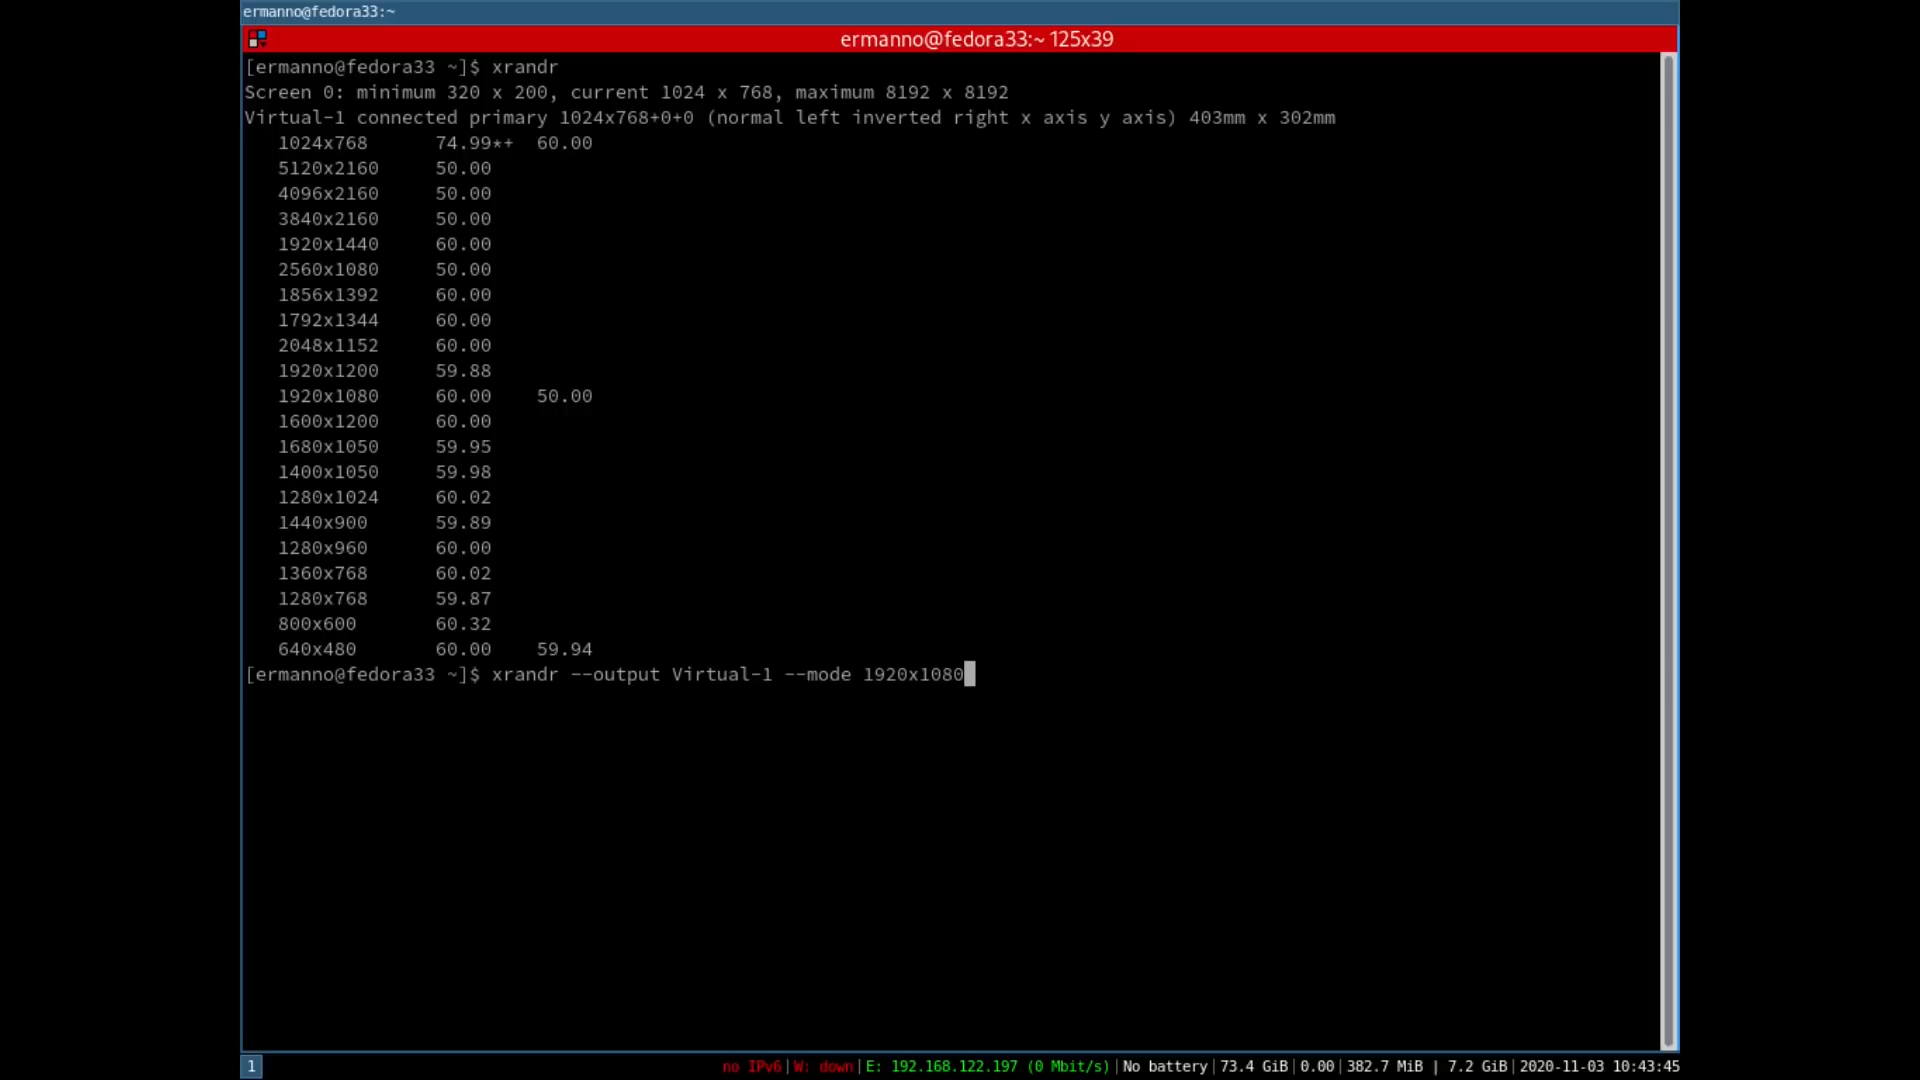 ermanno@fedora33:~
ermanno@fedora33:~ 125x39
[ermanno@fedora33 ~]$ xrandr
Screen 0: minimum 320 x 200, current 1024 x 768, maximum 8192 x 8192
Virtual-1 connected primary 1024x768+0+0 (normal left inverted right x axis y axis) 403mm x 302mm
   1024x768      74.99*+  60.00
   5120x2160     50.00
   4096x2160     50.00
   3840x2160     50.00
   1920x1440     60.00
   2560x1080     50.00
   1856x1392     60.00
   1792x1344     60.00
   2048x1152     60.00
   1920x1200     59.88
   1920x1080     60.00    50.00
   1600x1200     60.00
   1680x1050     59.95
   1400x1050     59.98
   1280x1024     60.02
   1440x900      59.89
   1280x960      60.00
   1360x768      60.02
   1280x768      59.87
   800x600       60.32
   640x480       60.00    59.94
[ermanno@fedora33 ~]$ xrandr --output Virtual-1 --mode 1920x1080
1 no IPv6|W: down|E: 192.168.122.197 (0 Mbit/s)|No battery|73.4 GiB|0.00|382.7 MiB | 7.2 GiB|2020-11-03 10:43:45